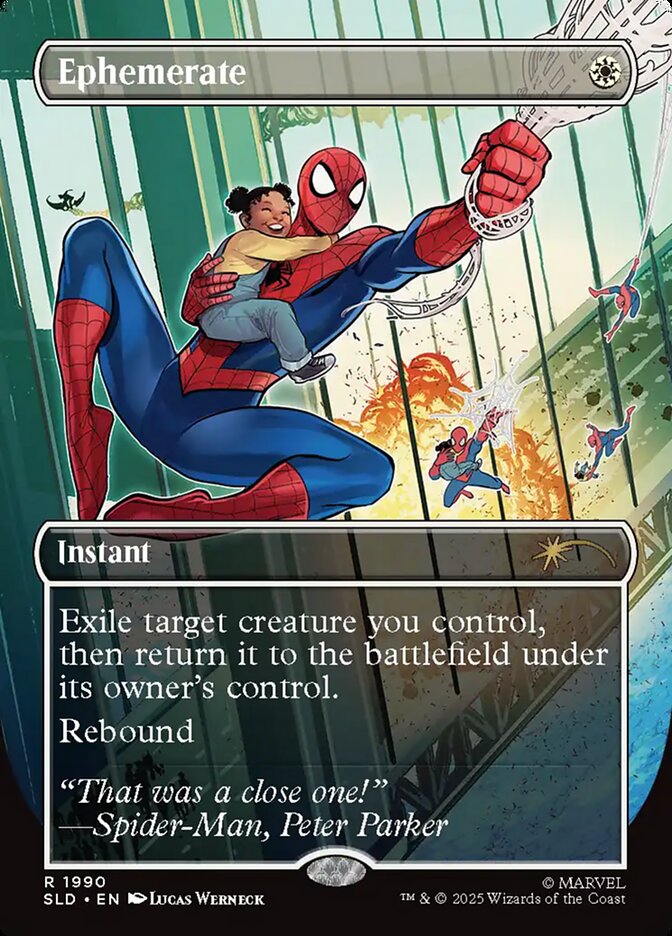 Ephemerate
Instant
Exile target creature you control,
then return it to the battlefield under
its owner's control.
Rebound
“That was a close one!”
—Spider-Man, Peter Parker
R 1990
SLD • EN Lucas Werneck
© MARVEL
™ & © 2025 Wizards of the Coast